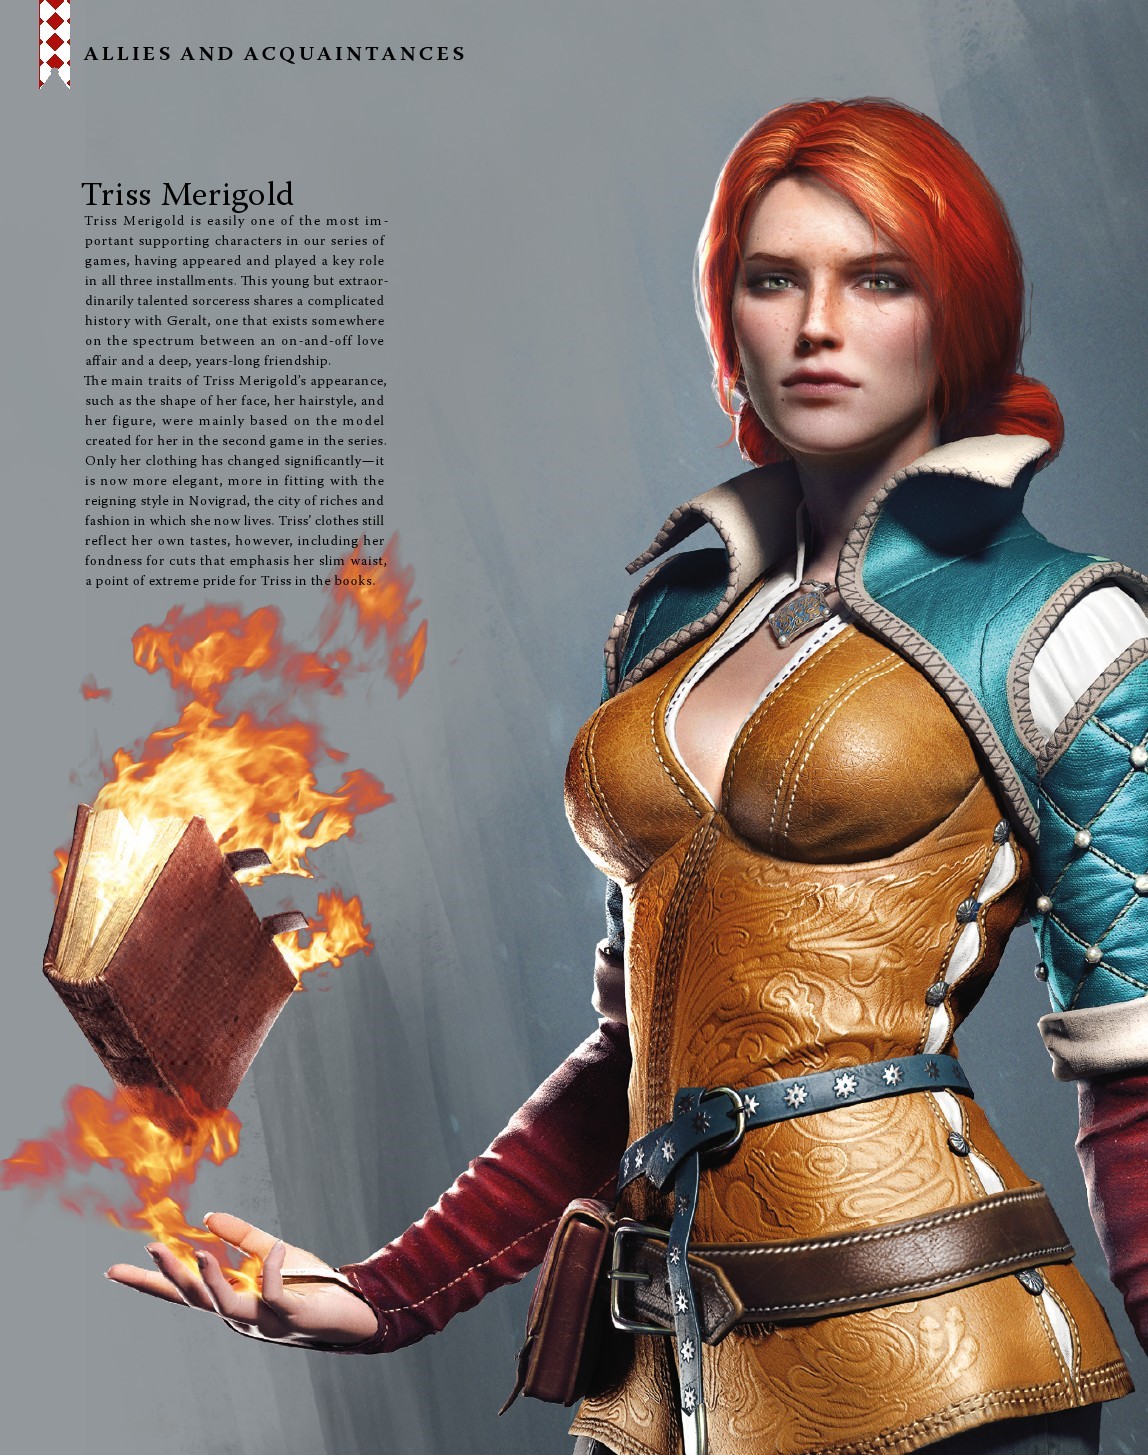 ALLIES AND ACQUAINTANCES
Triss Merigold
Triss Merigold is easily one of the most im-
portant supporting characters in our series of
games, having appeared and played a key role
in all three installments. This young but extraor-
dinarily talented sorceress shares a complicated
history with Geralt, one that exists somewhere
on the spectrum between an on-and-off love
affair and a deep, years-long friendship.
The main traits of Triss Merigold's appearance,
such as the shape of her face, her hairstyle, and
her figure, were mainly based on the model
created for her in the second game in the series.
Only her clothing has changed significantly—it
is now more elegant, more in fitting with the
reigning style in Novigrad, the city of riches and
fashion in which she now lives. Triss' clothes still
reflect her own tastes, however, including her
fondness for cuts that emphasis her slim waist,
a point of extreme pride for Triss in the books.